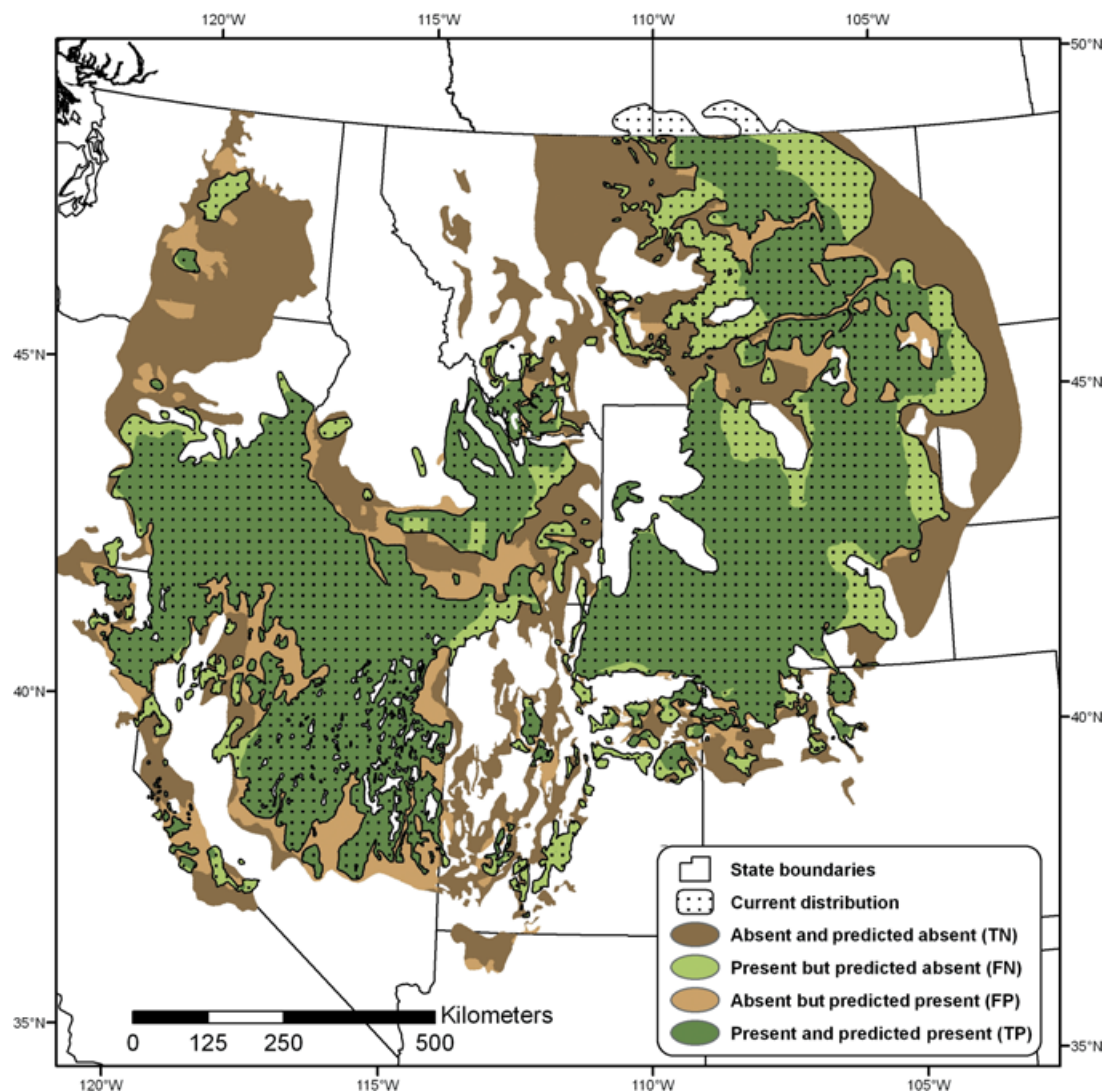 120°W 115°W 110°W 105°W
50°N
45°N
45°N
40°N
40°N
State boundaries
Current distribution
Absent and predicted absent (TN)
Present but predicted absent (FN)
Absent but predicted present (FP)
Present and predicted present (TP)
Kilometers
0 125 250 500
35°N
35°N
120°W 115°W 110°W 105°W